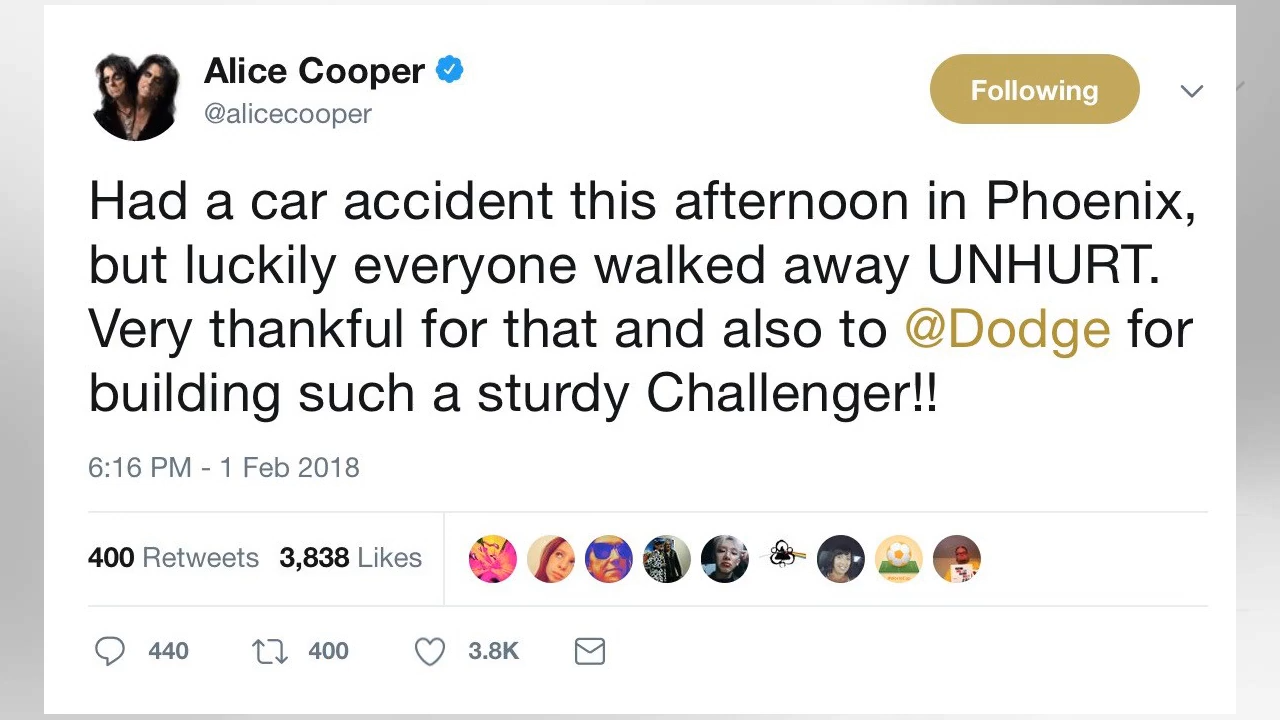 Alice Cooper
@alicecooper
Following
Had a car accident this afternoon in Phoenix,
but luckily everyone walked away UNHURT.
Very thankful for that and also to @Dodge for
building such a sturdy Challenger!!
6:16 PM - 1 Feb 2018
400 Retweets 3,838 Likes
440 400 3.8K